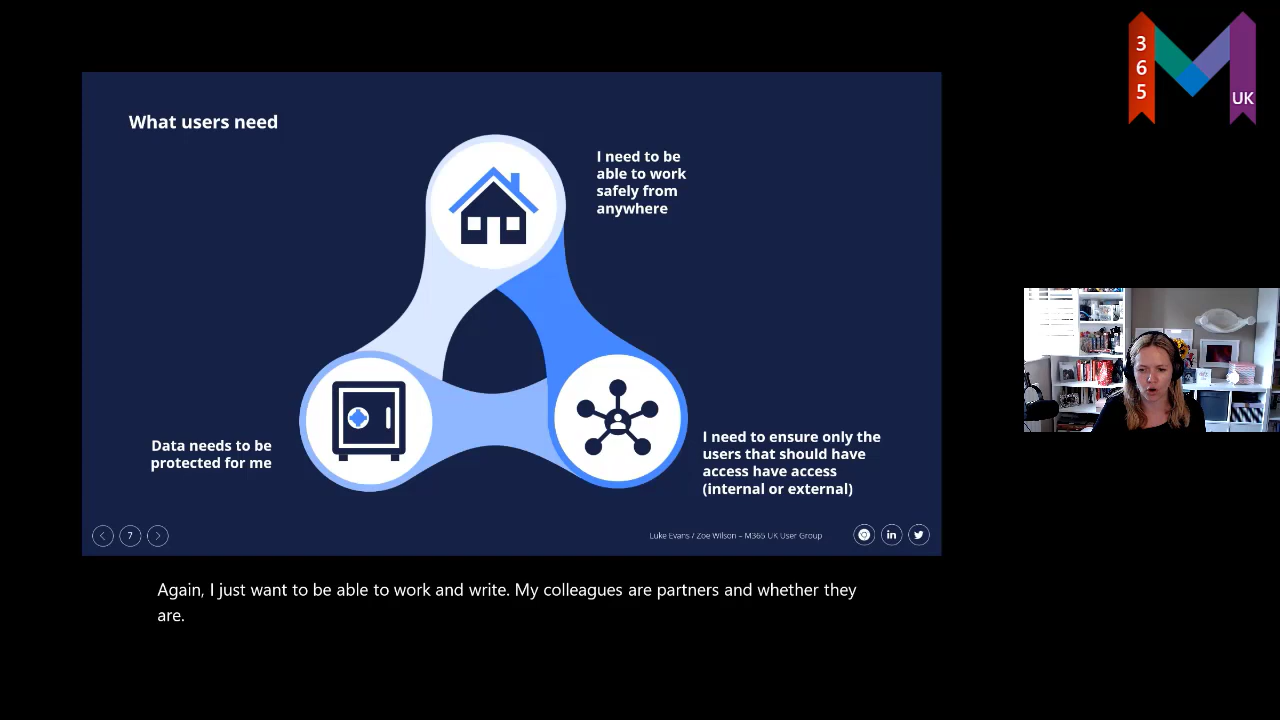 3
6
5
UK
What users need
I need to be
able to work
safely from
anywhere
Data needs to be
protected for me
I need to ensure only the
users that should have
access have access
(internal or external)
7
Luke Evans / Zoe Wilson – M365 UK User Group
in
Again, I just want to be able to work and write. My colleagues are partners and whether they
are.